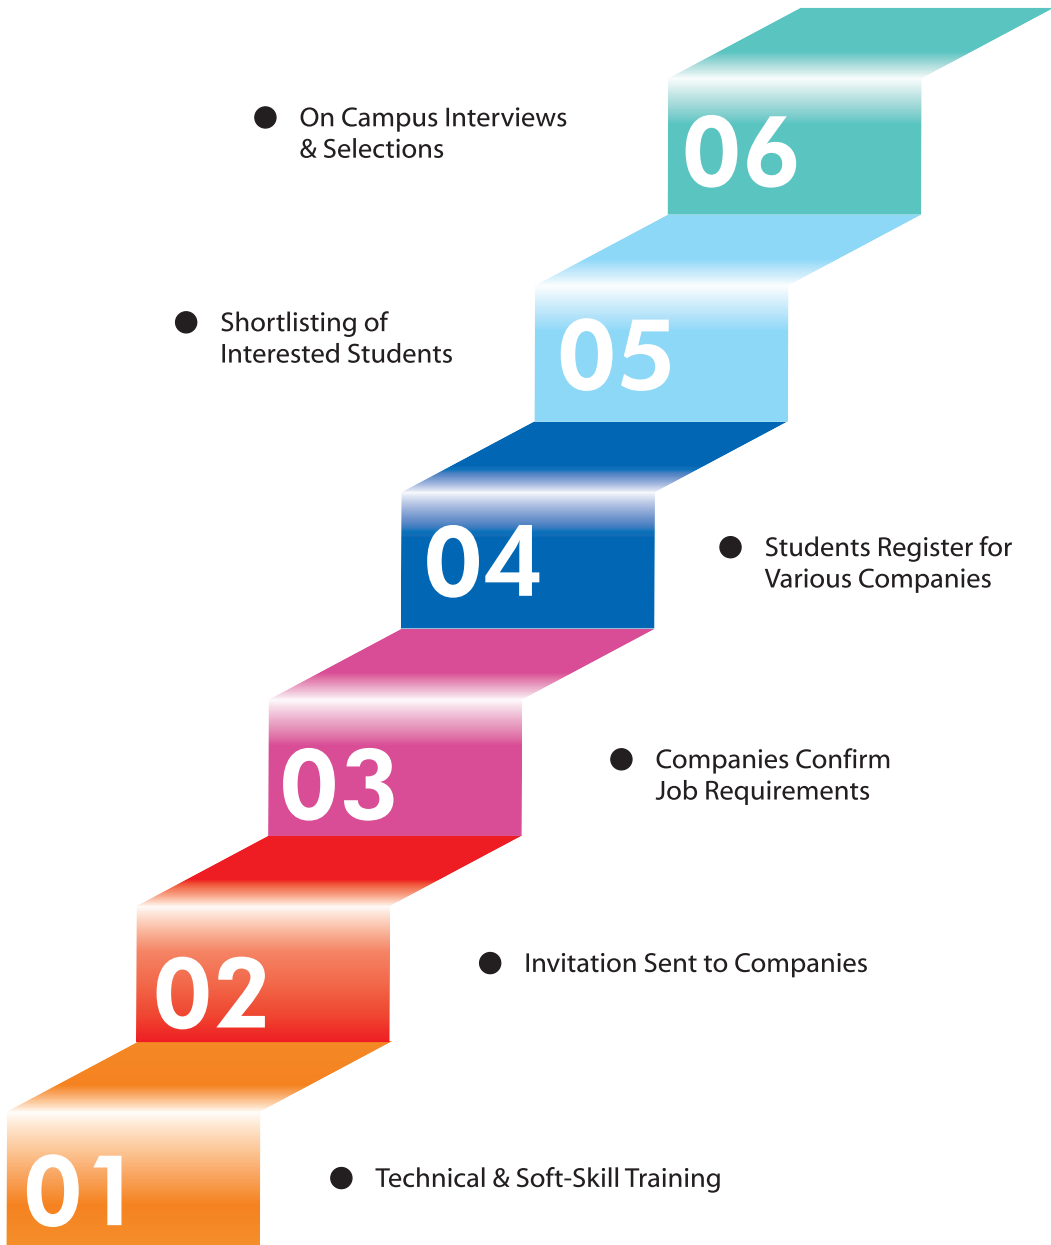 On Campus Interviews
& Selections
06
Shortlisting of
Interested Students
05
04
Students Register for
Various Companies
03
Companies Confirm
Job Requirements
02
Invitation Sent to Companies
01
Technical & Soft-Skill Training